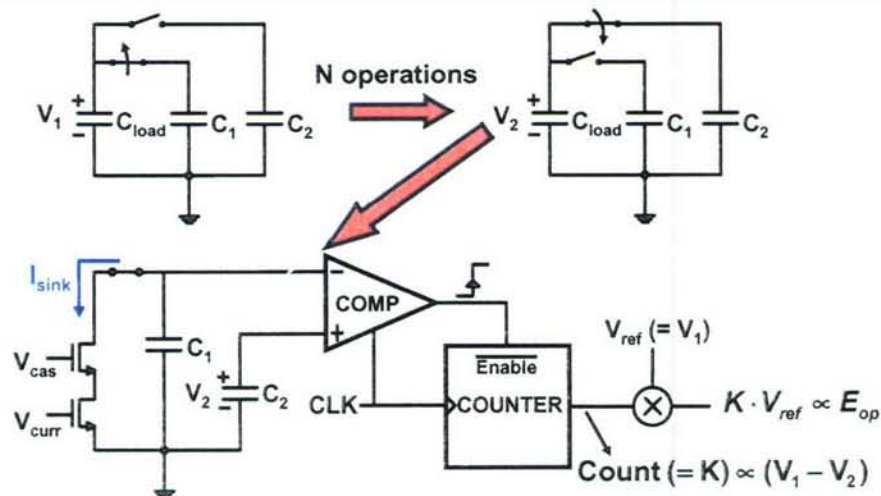 V1 + - Cload C1 C2
N operations
V2 + - Cload C1 C2
Isink
Vcas
Vcurr
C1
V2 + - C2
- COMP +
CLK
Enable
COUNTER
Vref (= V1)
K · Vref ∝ Eop
Count (= K) ∝ (V1 – V2)